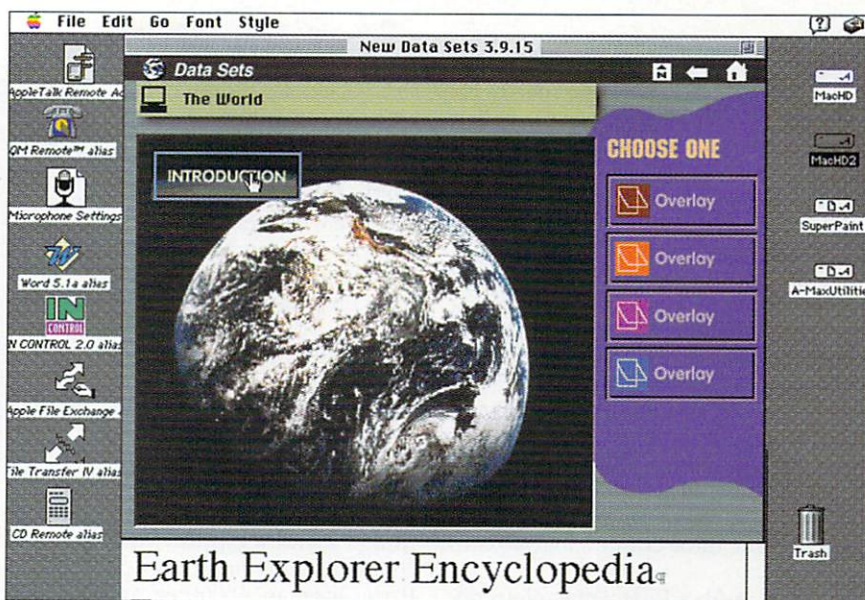 File Edit Go Font Style
New Data Sets 3.9.15
Data Sets
The World
INTRODUCTION
CHOOSE ONE
Overlay
Overlay
Overlay
Overlay
AppleTalk Remote Ac
QM Remote™ alias
Microphone Settings
Word 5.1a alias
IN
CONTROL
N CONTROL 2.0 alias
Apple File Exchange
File Transfer IV alias
CD Remote alias
MacHD
MacHD2
SuperPaint
A-MaxUtilitie
Trash
Earth Explorer Encyclopedia